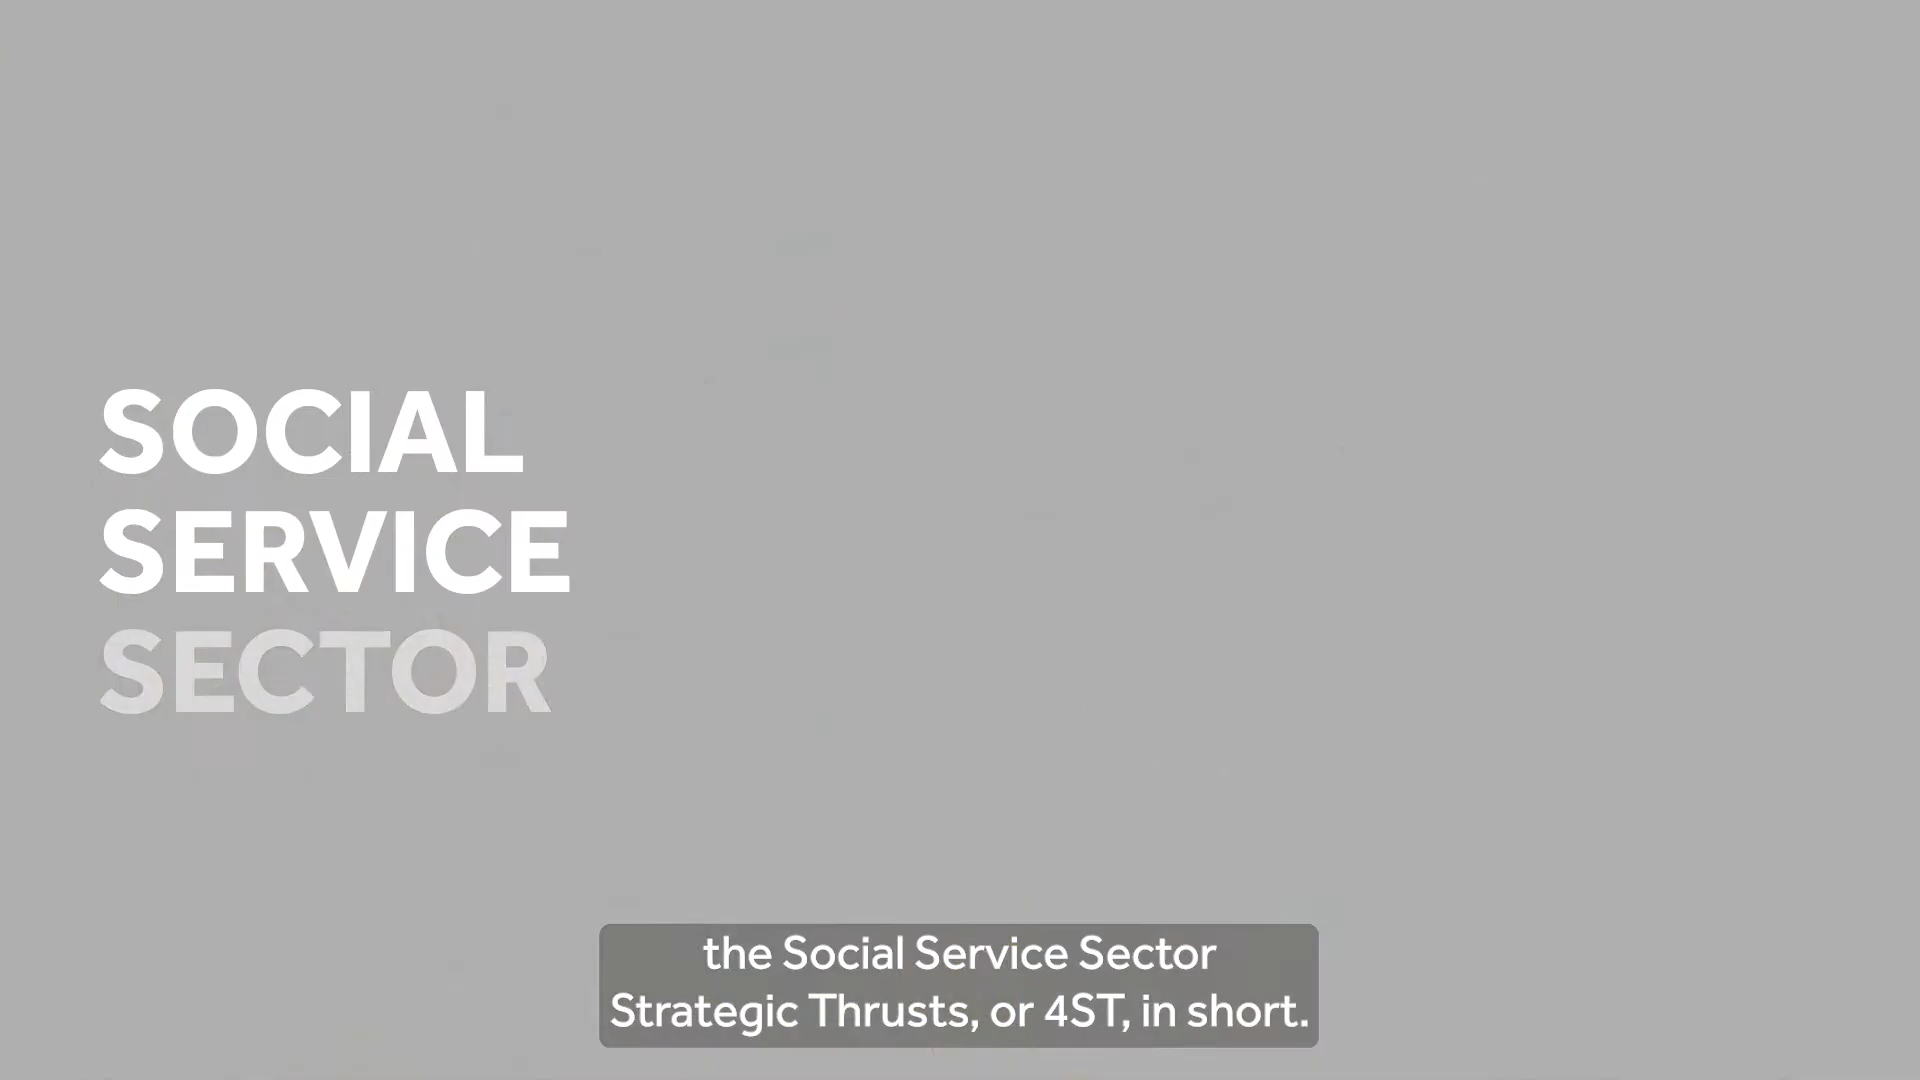 SOCIAL
SERVICE
SECTOR
the Social Service Sector
Strategic Thrusts, or 4ST, in short.